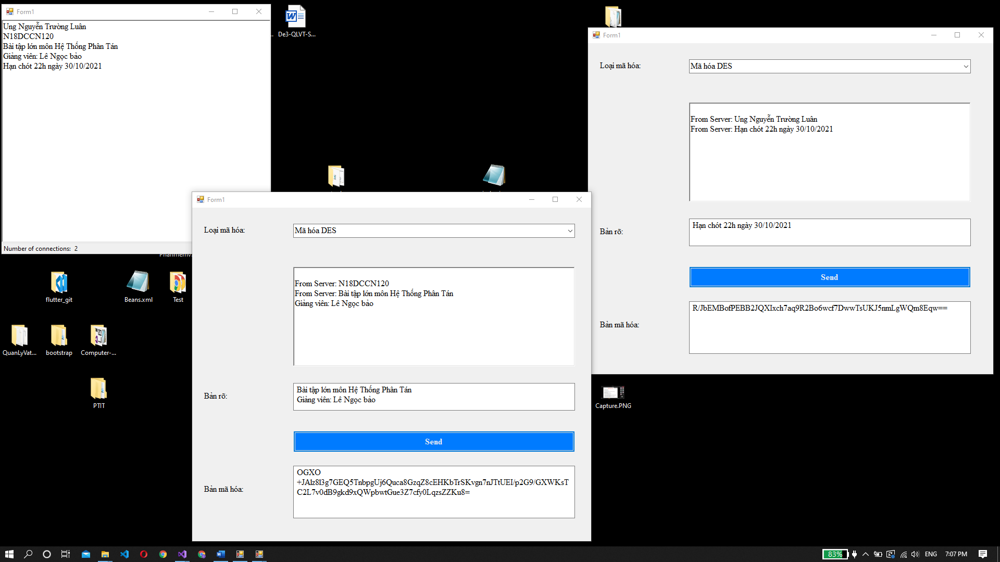 Form1
Ung Nguyễn Trường Luân
N18DCCN120
Bài tập lớn môn Hệ Thống Phân Tán
Giảng viên: Lê Ngọc bảo
Hạn chót 22h ngày 30/10/2021
Number of connections: 2
De3-QLVT-S...
Form1
Loại mã hóa:
Mã hóa DES
From Server: Ung Nguyễn Trường Luân
From Server: Hạn chót 22h ngày 30/10/2021
Bản rõ:
Hạn chót 22h ngày 30/10/2021
Send
Bản mã hóa:
R/JbEMBofPEBB2JQXIxch7aq9R2Bo6wcf7DwwTsUKJ5nmLgWQm8Eqw==
Form1
Loại mã hóa:
Mã hóa DES
From Server: N18DCCN120
From Server: Bài tập lớn môn Hệ Thống Phân Tán
Giảng viên: Lê Ngọc bảo
Bản rõ:
Bài tập lớn môn Hệ Thống Phân Tán
Giảng viên: Lê Ngọc bảo
Send
Bản mã hóa:
OGXO
+JAlz8l3g7GEQ5TnbpgUj6Quca8GzqZ8cEHKbTrSKvgn7nJTtUEI/p2G9/GXWKsT
C2L7v0dB9gkd9xQWpbwtGue3Z7cfy0LqzsZZKu8=
flutter_git
Beans.xml
Test
QuanLyVat...
bootstrap
Computer-...
PTIT
Capture.PNG
83%
ENG
7:07 PM